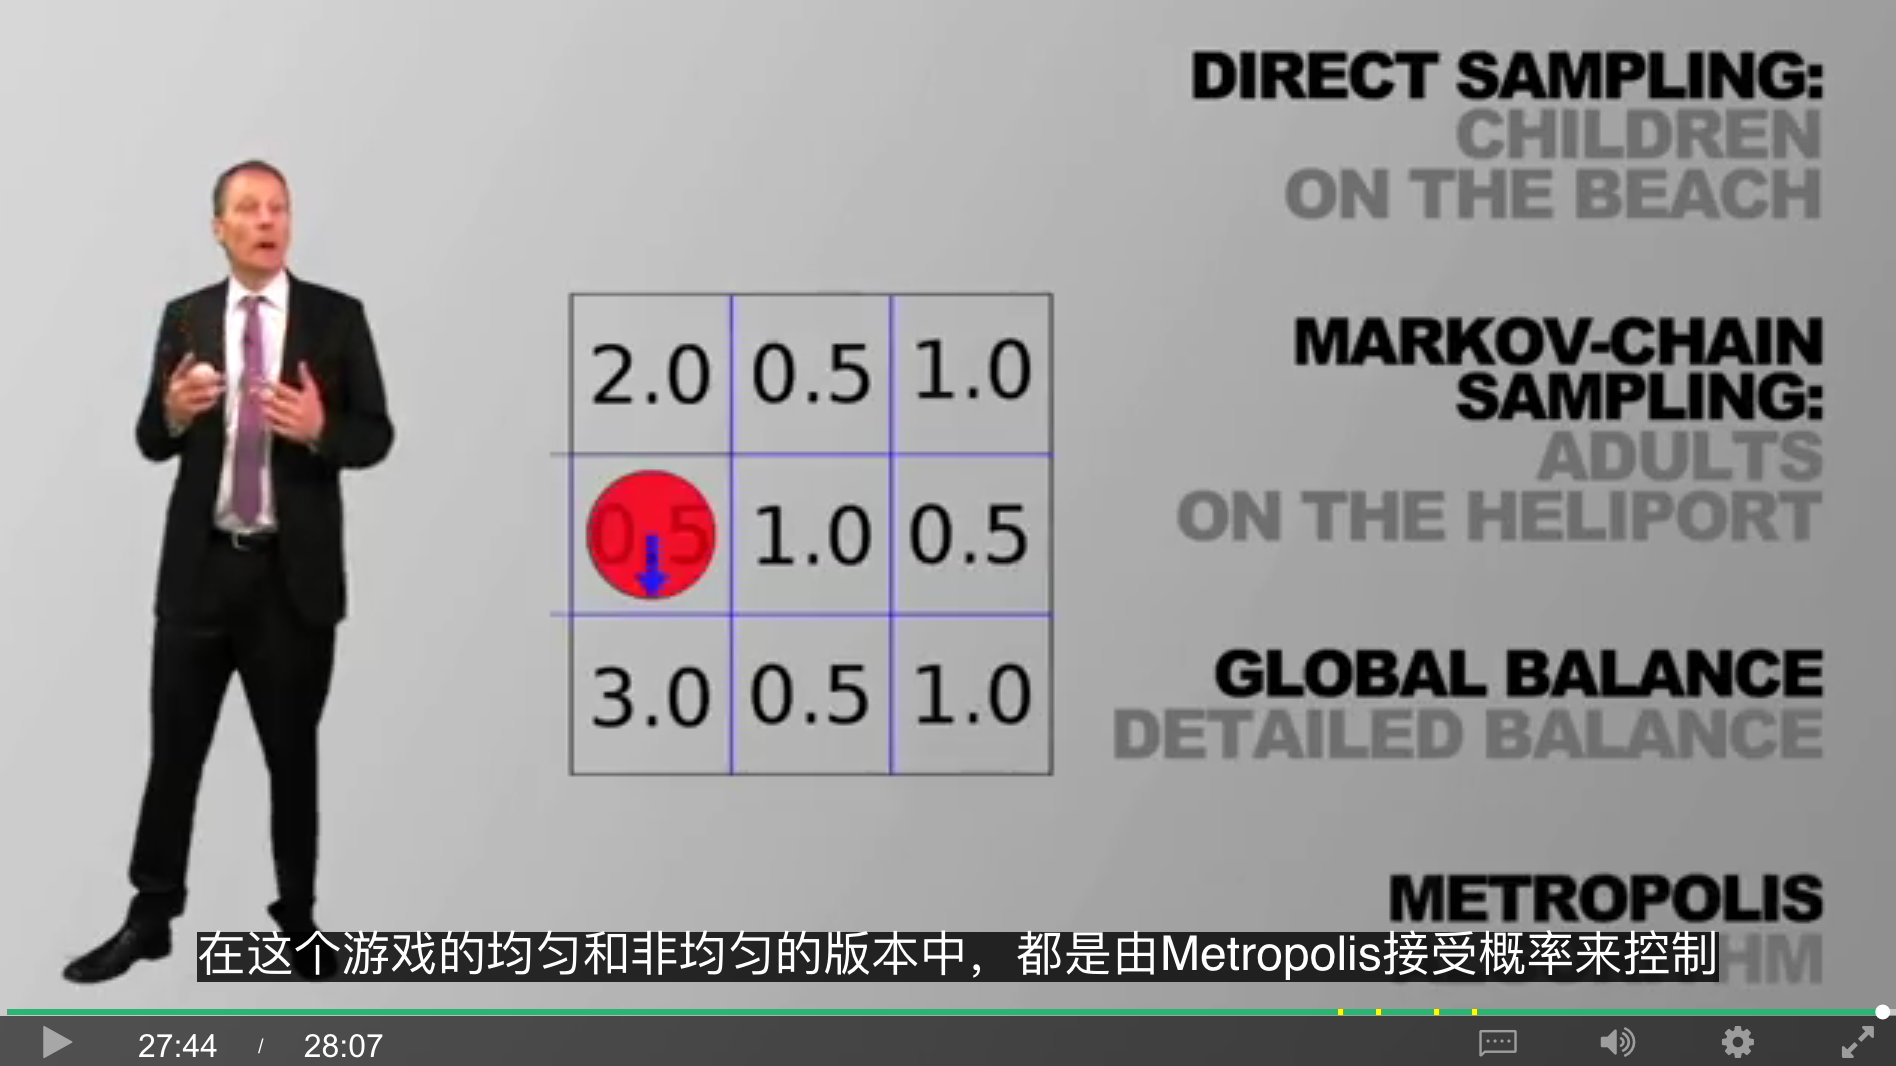 DIRECT SAMPLING:
CHILDREN
ON THE BEACH
2.0 0.5 1.0
0.5 1.0 0.5
3.0 0.5 1.0
MARKOV-CHAIN
SAMPLING:
ADULTS
ON THE HELIPORT
GLOBAL BALANCE
DETAILED BALANCE
METROPOLIS
在这个游戏的均匀和非均匀的版本中，都是由Metropolis接受概率来控制
27:44 / 28:07